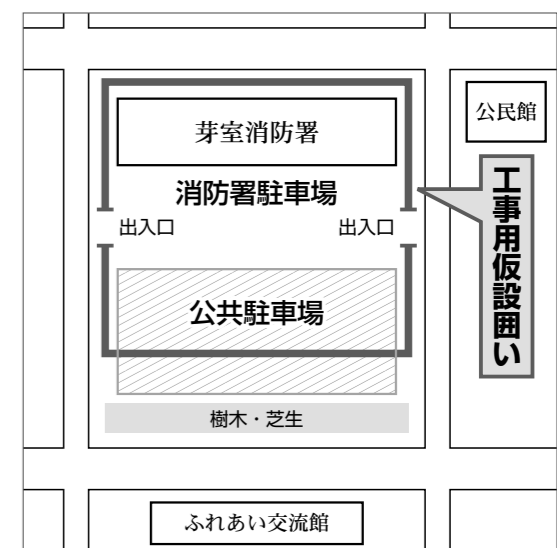 芽室消防署
公民館
消防署駐車場
工事用仮設囲い
出入口
出入口
公共駐車場
樹木・芝生
ふれあい交流館